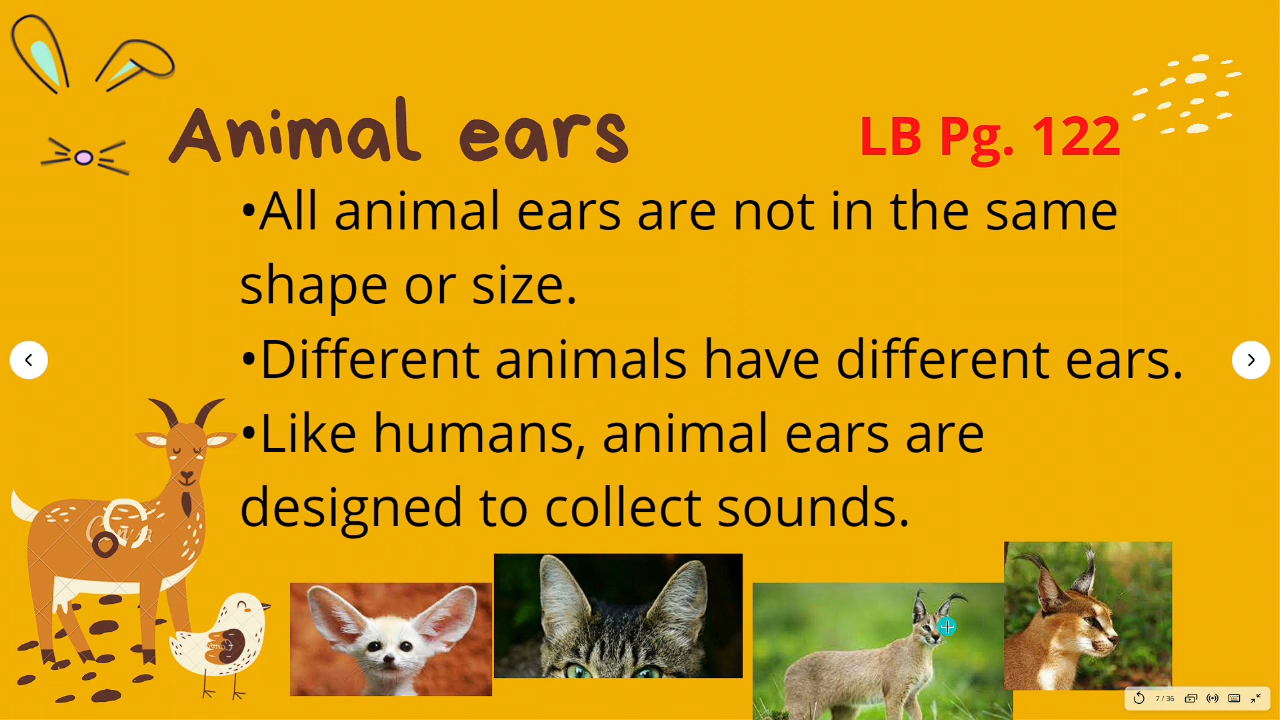 Animal ears
LB Pg. 122
•All animal ears are not in the same
shape or size.
•Different animals have different ears.
•Like humans, animal ears are
designed to collect sounds.
Canva
7 / 36